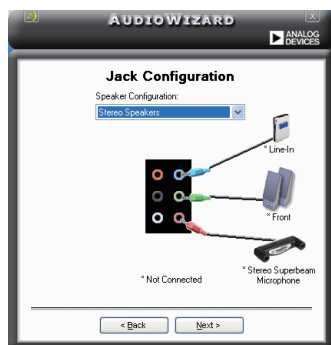 AUDIOWIZARD
ANALOG
DEVICES
Jack Configuration
Speaker Configuration:
Stereo Speakers
* Line-In
* Front
* Not Connected
* Stereo Superbeam
Microphone
< Back
Next >